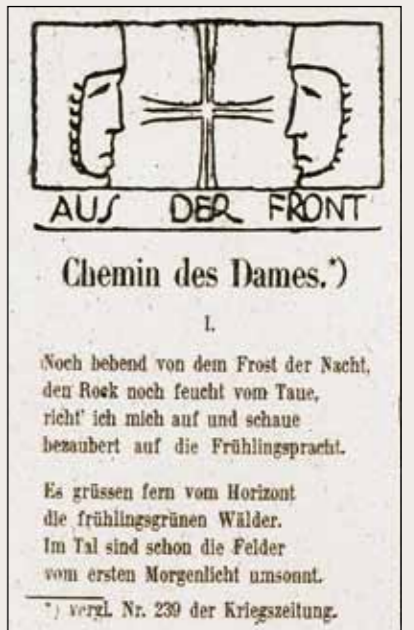 AUS DER FRONT
Chemin des Dames.*)
I.
Noch bebend von dem Frost der Nacht,
den Rock noch feucht vom Taue,
richt' ich mich auf und schaue
bezaubert auf die Frühlingspracht.
Es grüssen fern vom Horizont
die frühlingsgrünen Wälder.
Im Tal sind schon die Felder
vom ersten Morgenlicht umsonnt.
*) vergl. Nr. 239 der Kriegszeitung.